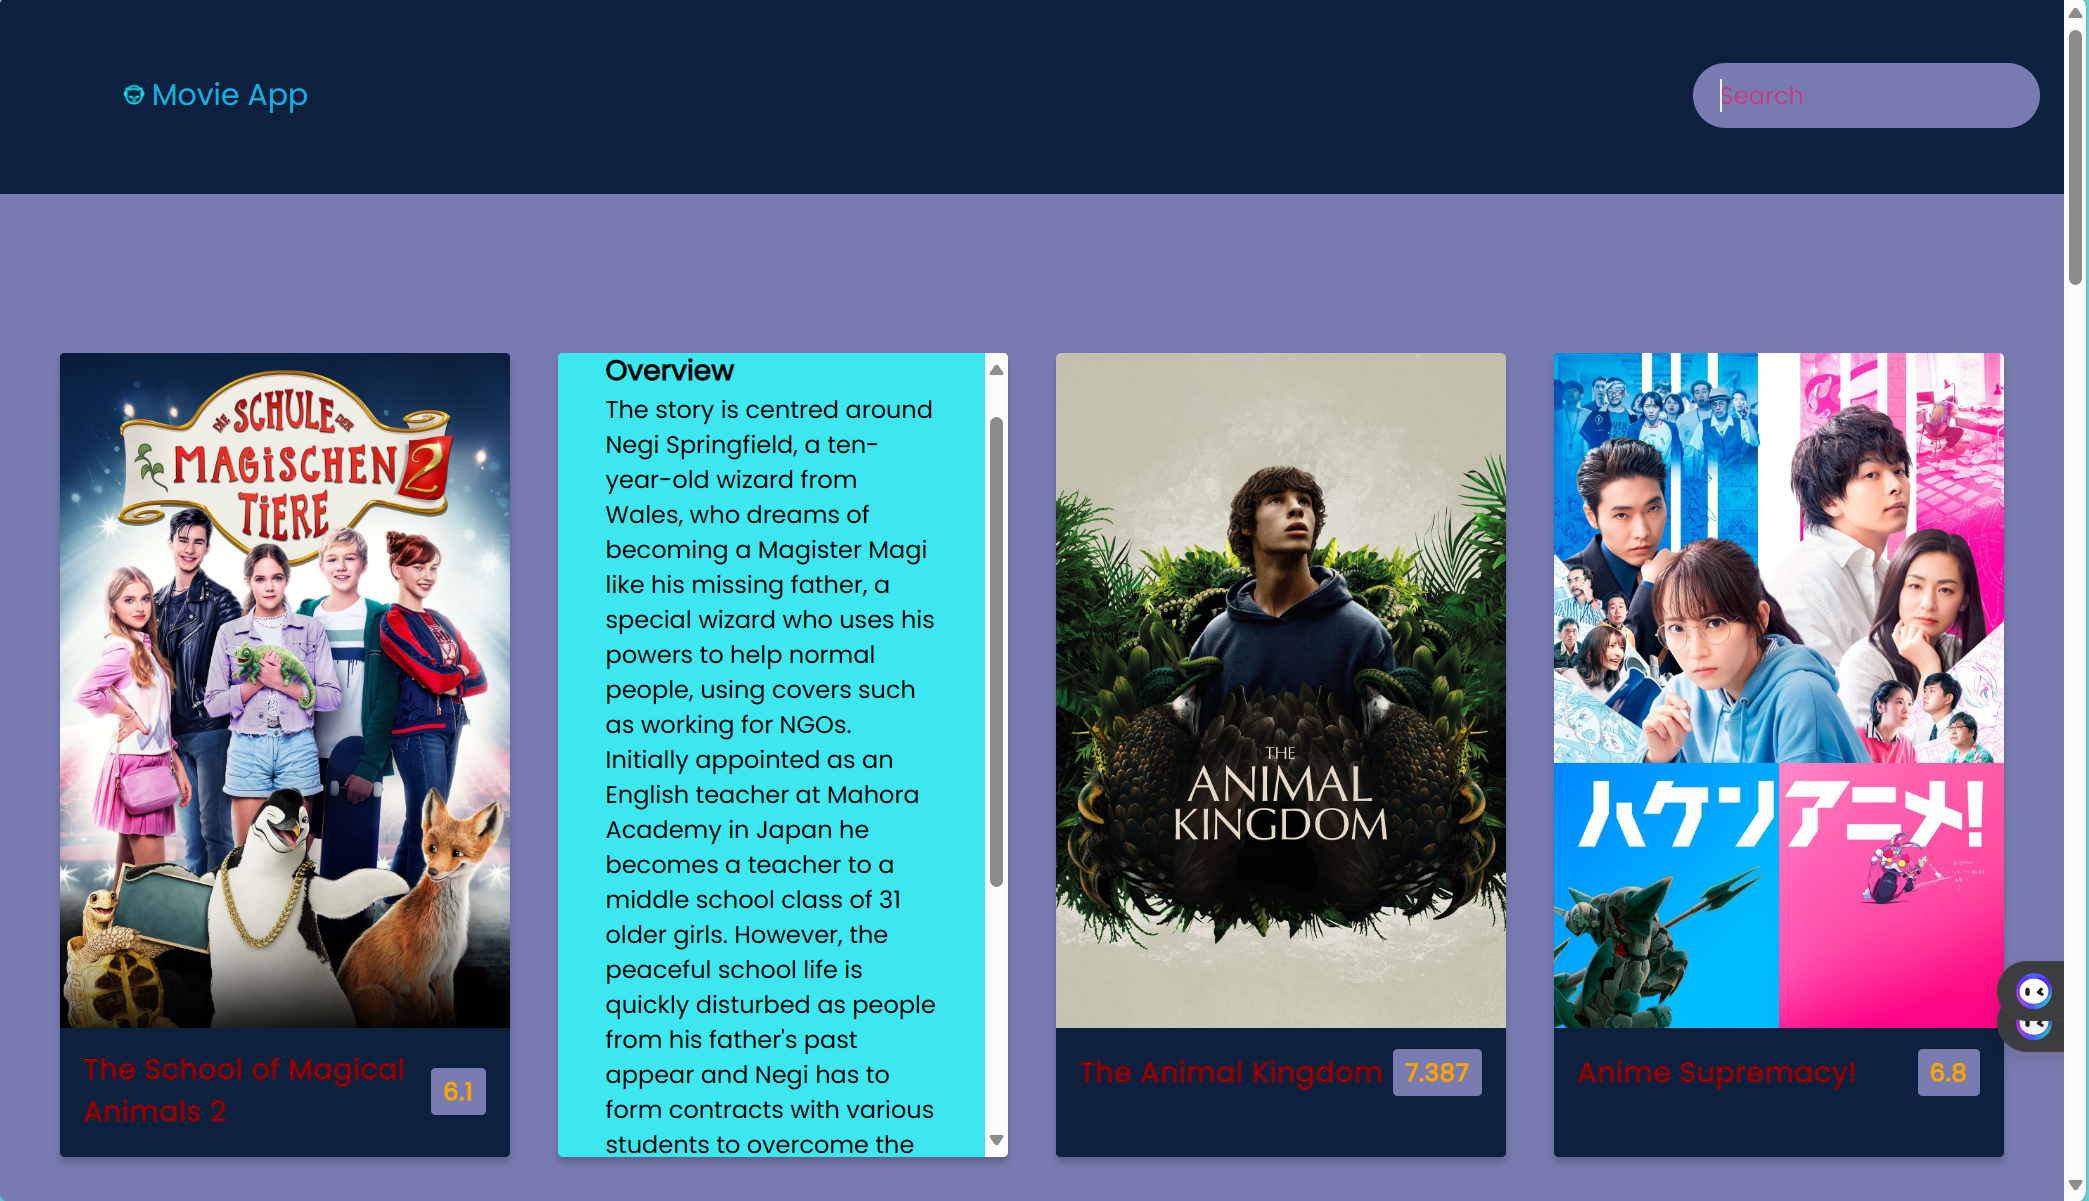 Movie App
Search
DIE SCHULE DER
MAGISCHEN 2
TIERE
The School of Magical
Animals 2
6.1
Overview
The story is centred around
Negi Springfield, a ten-
year-old wizard from
Wales, who dreams of
becoming a Magister Magi
like his missing father, a
special wizard who uses his
powers to help normal
people, using covers such
as working for NGOs.
Initially appointed as an
English teacher at Mahora
Academy in Japan he
becomes a teacher to a
middle school class of 31
older girls. However, the
peaceful school life is
quickly disturbed as people
from his father's past
appear and Negi has to
form contracts with various
students to overcome the
THE
ANIMAL
KINGDOM
The Animal Kingdom
7.387
ハケンアニメ!
Anime Supremacy!
6.8